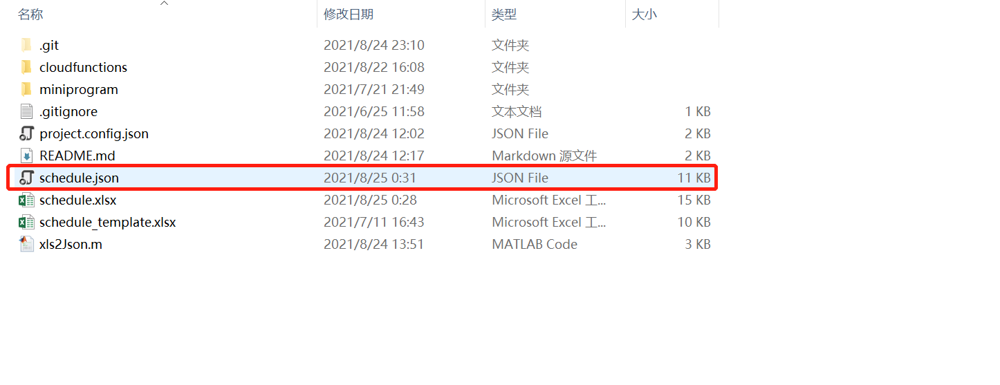 名称 修改日期 类型 大小
.git 2021/8/24 23:10 文件夹
cloudfunctions 2021/8/22 16:08 文件夹
miniprogram 2021/7/21 21:49 文件夹
.gitignore 2021/6/25 11:58 文本文档 1 KB
project.config.json 2021/8/24 12:02 JSON File 2 KB
README.md 2021/8/24 12:17 Markdown 源文件 2 KB
schedule.json 2021/8/25 0:31 JSON File 11 KB
schedule.xlsx 2021/8/25 0:28 Microsoft Excel 工... 15 KB
schedule_template.xlsx 2021/7/11 16:43 Microsoft Excel 工... 10 KB
xls2Json.m 2021/8/24 13:51 MATLAB Code 3 KB